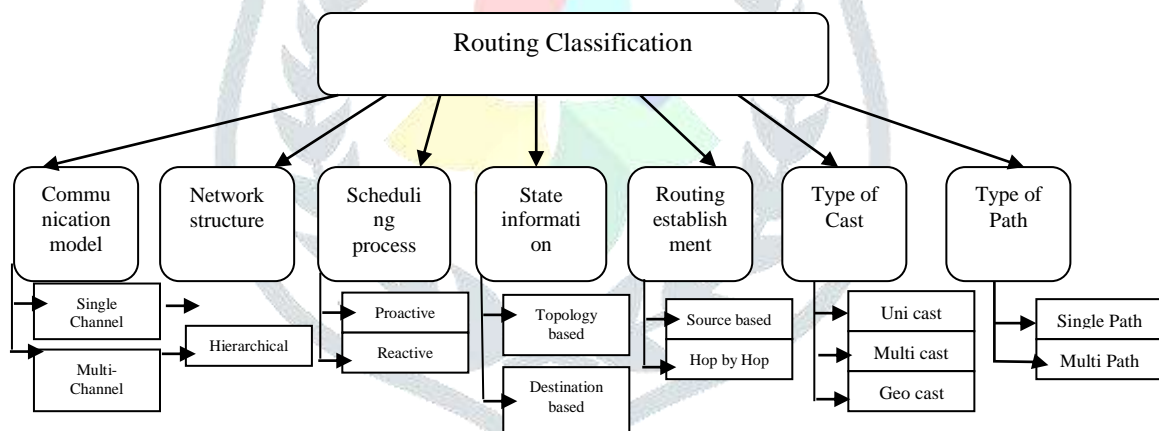 Routing Classification
Commu
nication
model
Network
structure
Scheduli
ng
process
State
informati
on
Routing
establish
ment
Type of
Cast
Type of
Path
Single
Channel
Multi-
Channel
Hierarchical
Proactive
Reactive
Topology
based
Destination
based
Source based
Hop by Hop
Uni cast
Multi cast
Geo cast
Single Path
Multi Path